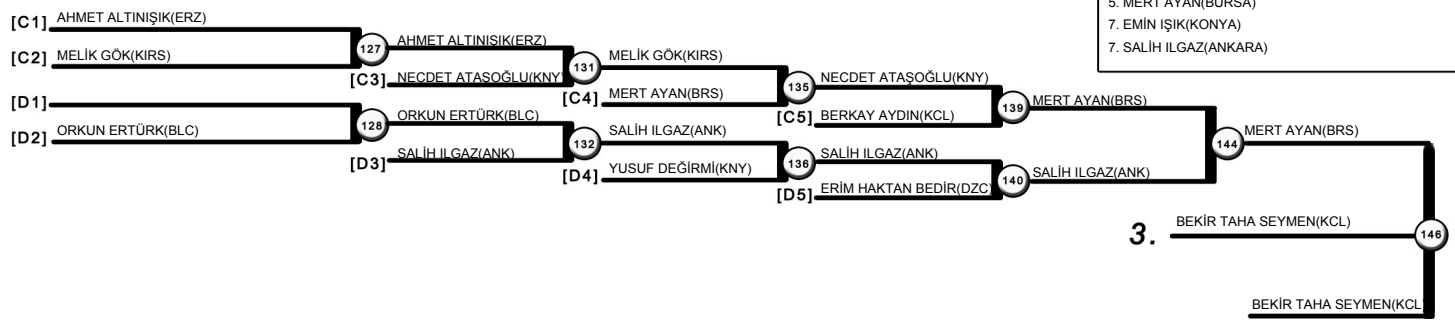 5. MERT AYAN(BURSA)
7. EMİN IŞIK(KONYA)
7. SALİH ILGAZ(ANKARA)
[C1] AHMET ALTINIŞIK(ERZ)
[C2] MELİK GÖK(KIRS)
127
AHMET ALTINIŞIK(ERZ)
[C3] NECDET ATAŞOĞLU(KNY)
131
MELİK GÖK(KIRS)
[C4] MERT AYAN(BRS)
135
NECDET ATAŞOĞLU(KNY)
[C5] BERKAY AYDIN(KCL)
139
MERT AYAN(BRS)
[D1]
[D2] ORKUN ERTÜRK(BLC)
128
ORKUN ERTÜRK(BLC)
[D3] SALİH ILGAZ(ANK)
132
SALİH ILGAZ(ANK)
[D4] YUSUF DEĞİRMİ(KNY)
136
SALİH ILGAZ(ANK)
[D5] ERİM HAKTAN BEDİR(DZC)
140
SALİH ILGAZ(ANK)
144
MERT AYAN(BRS)
3. BEKİR TAHA SEYMEN(KCL)
146
BEKİR TAHA SEYMEN(KCL